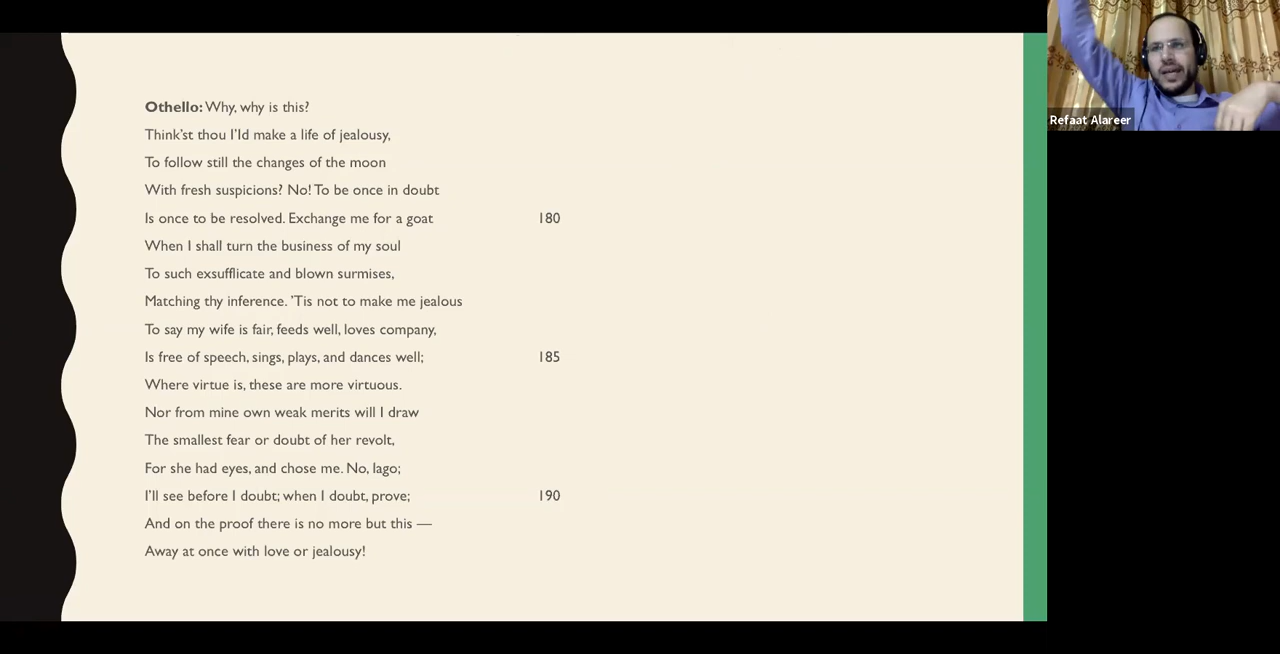 Othello: Why, why is this?
Think'st thou I'Id make a life of jealousy,
To follow still the changes of the moon
With fresh suspicions? No! To be once in doubt
Is once to be resolved. Exchange me for a goat 180
When I shall turn the business of my soul
To such exsufflicate and blown surmises,
Matching thy inference. 'Tis not to make me jealous
To say my wife is fair, feeds well, loves company,
Is free of speech, sings, plays, and dances well; 185
Where virtue is, these are more virtuous.
Nor from mine own weak merits will I draw
The smallest fear or doubt of her revolt,
For she had eyes, and chose me. No, Iago;
I'll see before I doubt; when I doubt, prove; 190
And on the proof there is no more but this —
Away at once with love or jealousy!
Refaat Alareer